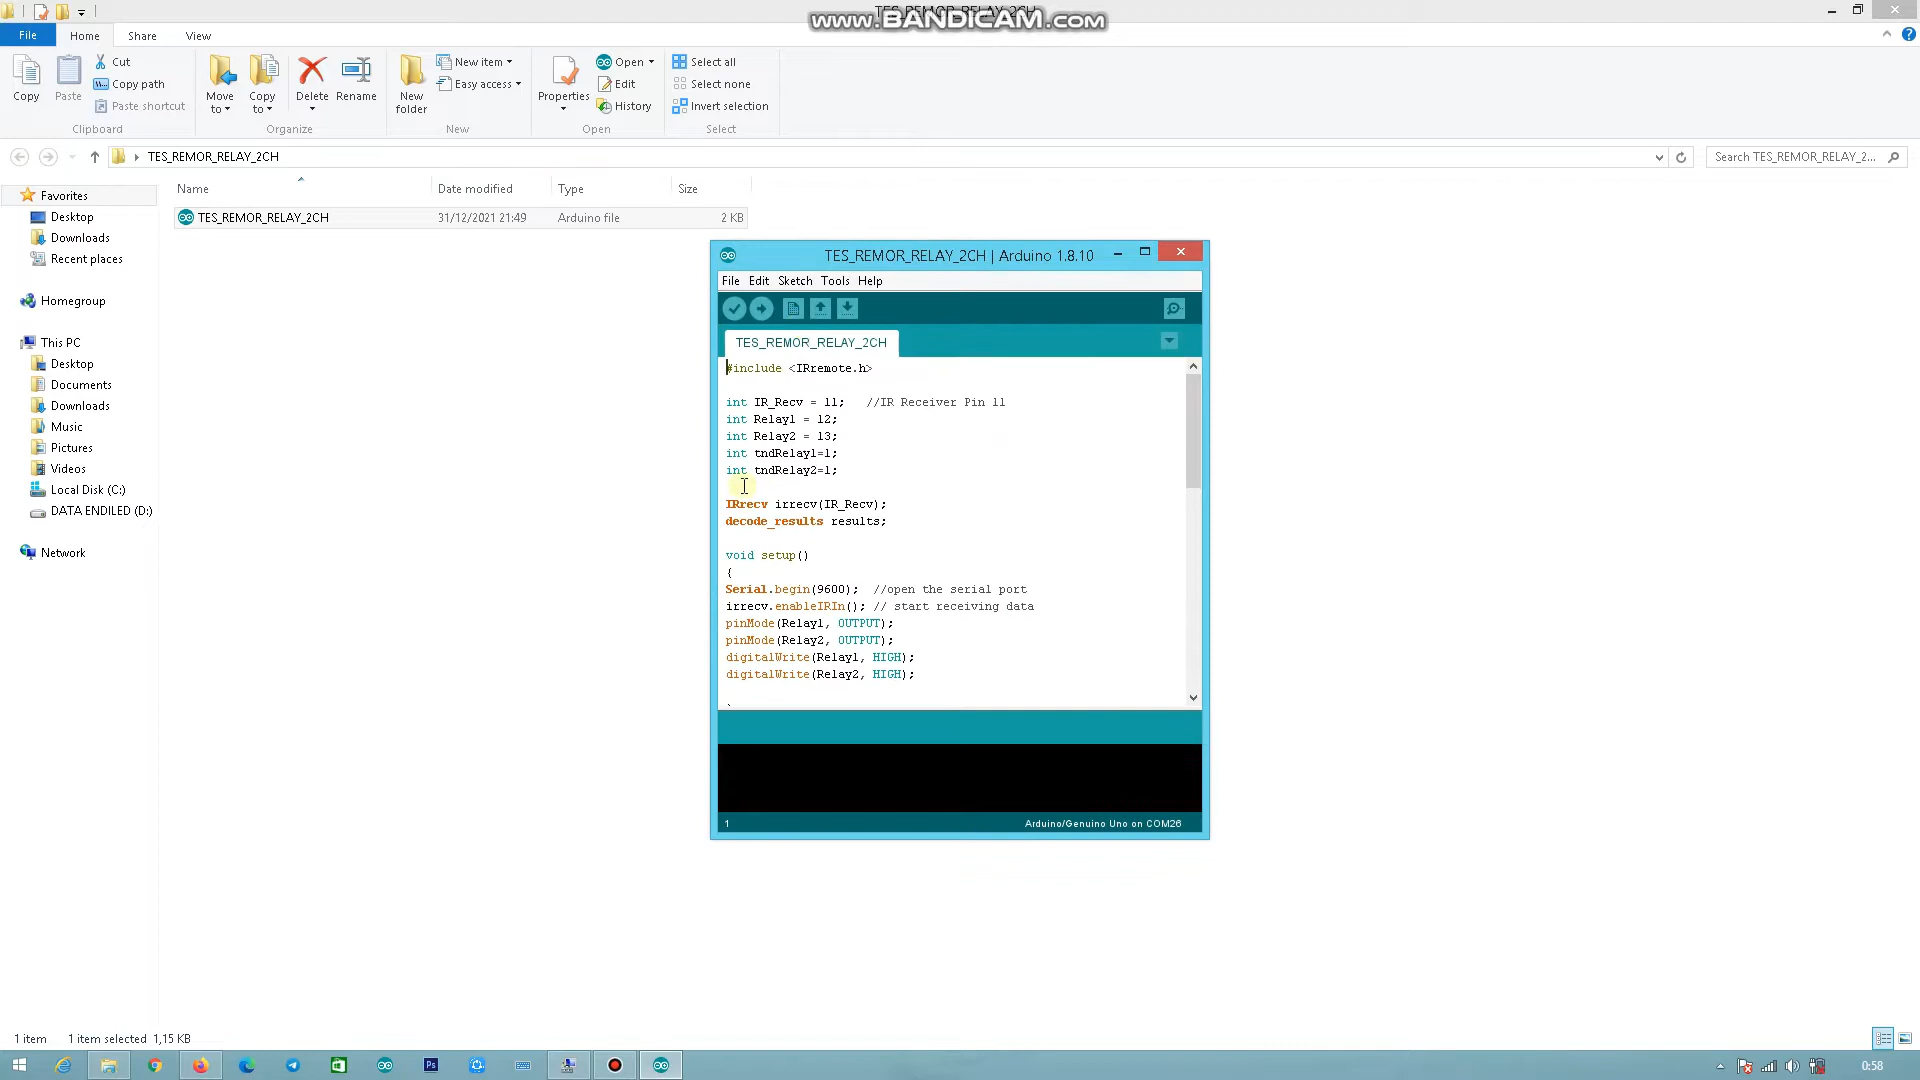 TES_REMOR_RELAY_2CH
www.BANDICAM.com
File
Home
Share
View
Copy
Paste
Cut
Copy path
Paste shortcut
Clipboard
Move to
Copy to
Delete
Rename
Organize
New folder
New item
Easy access
New
Properties
Open
Edit
History
Open
Select all
Select none
Invert selection
Select
TES_REMOR_RELAY_2CH
Search TES_REMOR_RELAY_2...
Name
Date modified
Type
Size
TES_REMOR_RELAY_2CH
31/12/2021 21:49
Arduino file
2 KB
Favorites
Desktop
Downloads
Recent places
Homegroup
This PC
Desktop
Documents
Downloads
Music
Pictures
Videos
Local Disk (C:)
DATA ENDILED (D:)
Network
TES_REMOR_RELAY_2CH | Arduino 1.8.10
File Edit Sketch Tools Help
TES_REMOR_RELAY_2CH
#include <IRremote.h>
int IR_Recv = 11;   //IR Receiver Pin 11
int Relay1 = 12;
int Relay2 = 13;
int tndRelay1=1;
int tndRelay2=1;
IRrecv irrecv(IR_Recv);
decode_results results;
void setup()
{
Serial.begin(9600);  //open the serial port
irrecv.enableIRIn(); // start receiving data
pinMode(Relay1, OUTPUT);
pinMode(Relay2, OUTPUT);
digitalWrite(Relay1, HIGH);
digitalWrite(Relay2, HIGH);
1
Arduino/Genuino Uno on COM26
1 item
1 item selected 1,15 KB
Ps
0:58